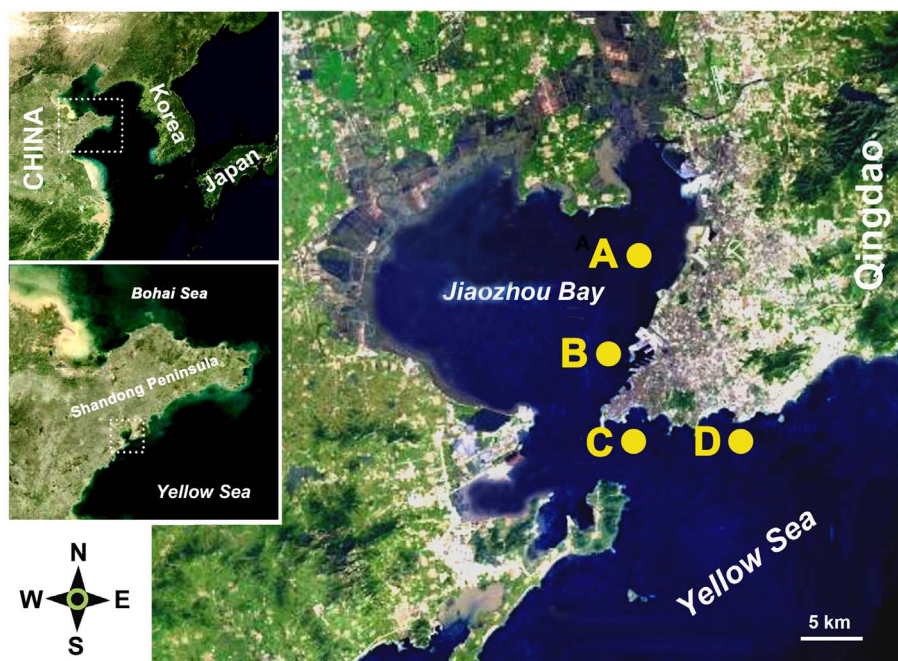 CHINA
Korea
Japan
Bohai Sea
Shandong Peninsula
Yellow Sea
N
W E
S
Qingdao
A
A
Jiaozhou Bay
B
C
D
Yellow Sea
5 km